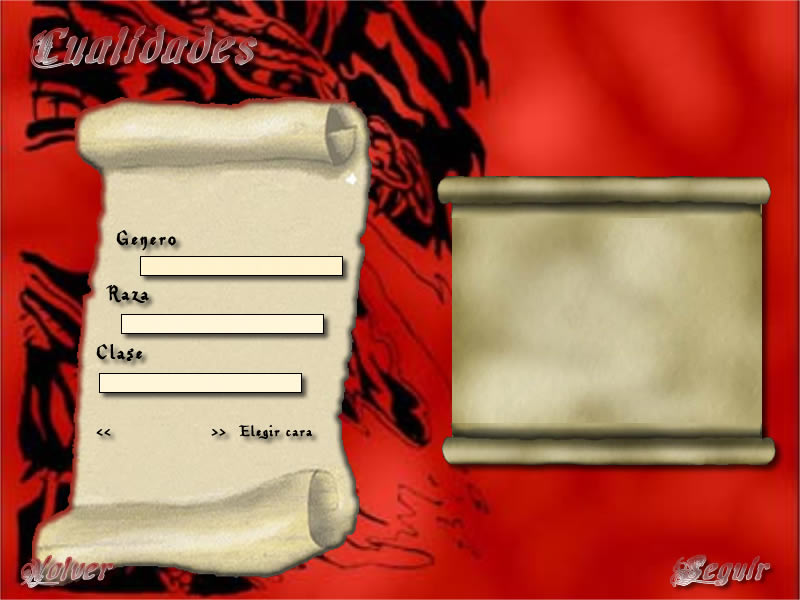 Cualidades
Genero
Raza
Clase
<< >> Elegir cara
Volver
Seguir